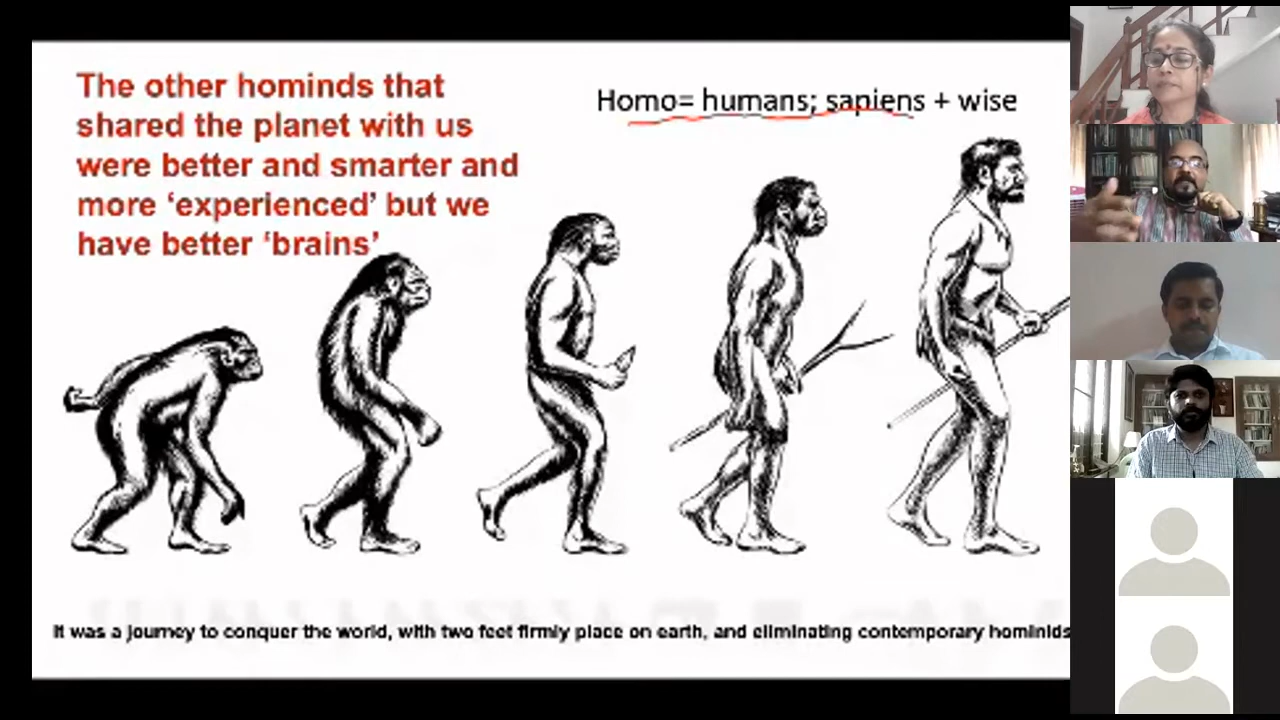 The other hominds that
shared the planet with us
were better and smarter and
more ‘experienced’ but we
have better ‘brains’
Homo= humans; sapiens + wise
It was a journey to conquer the world, with two feet firmly place on earth, and eliminating contemporary hominids